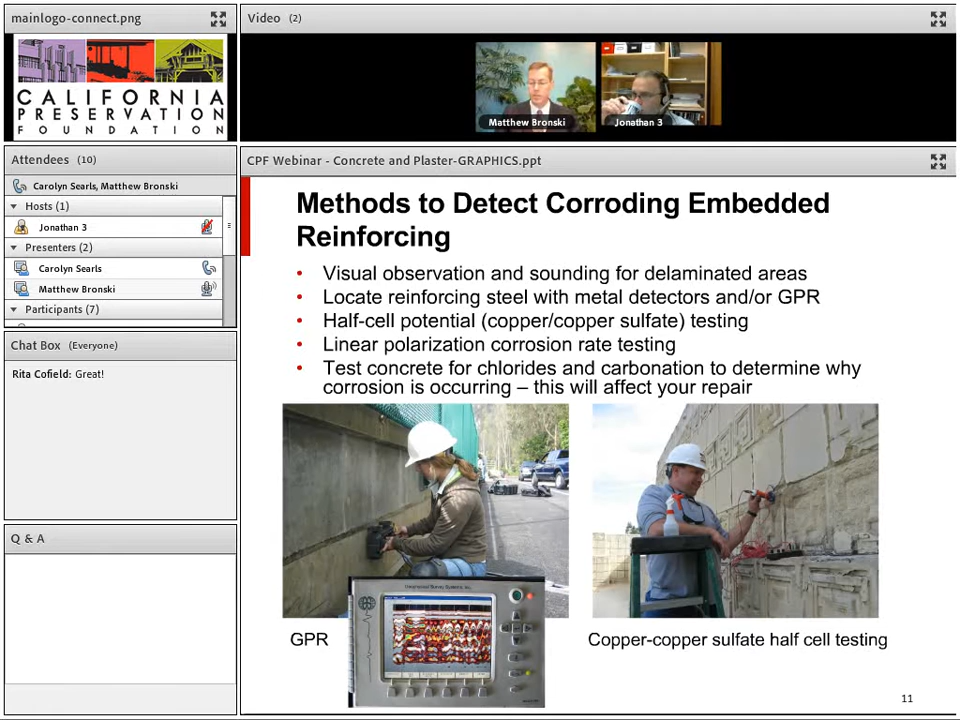 mainlogo-connect.png
CALIFORNIA
PRESERVATION
FOUNDATION
Video (2)
Matthew Bronski
Jonathan 3
Attendees (10)
Carolyn Searls, Matthew Bronski
Hosts (1)
Jonathan 3
Presenters (2)
Carolyn Searls
Matthew Bronski
Participants (7)
Chat Box (Everyone)
Rita Cofield: Great!
Q & A
CPF Webinar - Concrete and Plaster-GRAPHICS.ppt
Methods to Detect Corroding Embedded
Reinforcing
• Visual observation and sounding for delaminated areas
• Locate reinforcing steel with metal detectors and/or GPR
• Half-cell potential (copper/copper sulfate) testing
• Linear polarization corrosion rate testing
• Test concrete for chlorides and carbonation to determine why
corrosion is occurring – this will affect your repair
Geophysical Survey Systems, Inc.
GPR
Copper-copper sulfate half cell testing
11